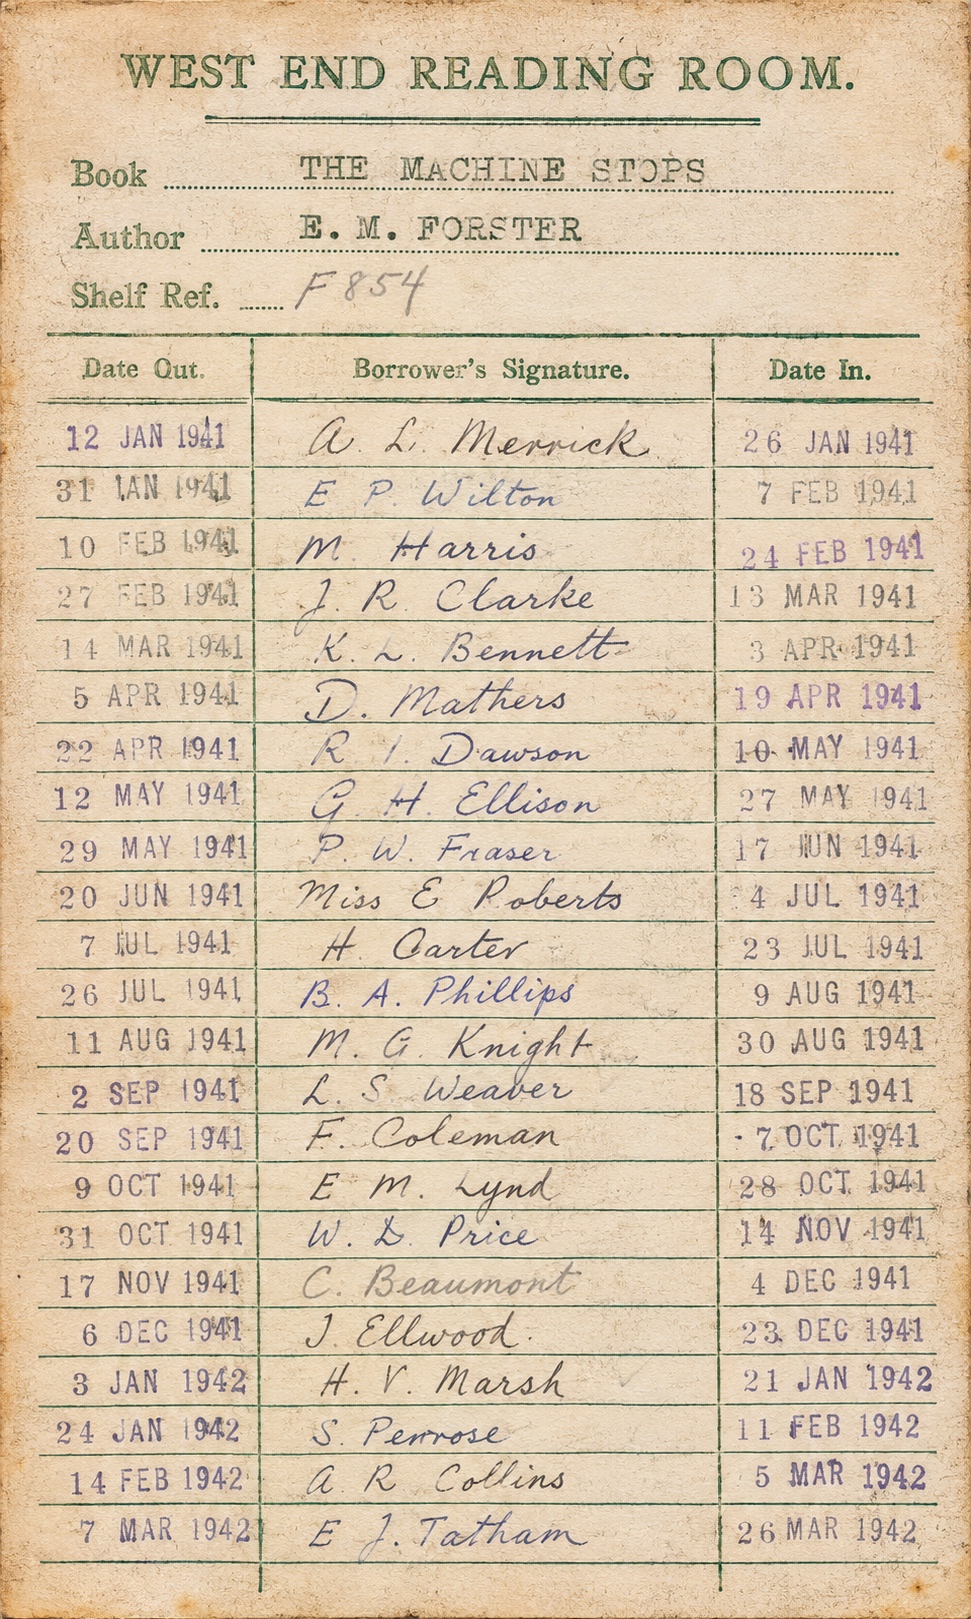 WEST END READING ROOM.
Book THE MACHINE STOPS
Author E. M. FORSTER
Shelf Ref. F 854
Date Out. Borrower's Signature. Date In.
12 JAN 1941 A. L. Merrick 26 JAN 1941
31 JAN 1941 E P. Wilton 7 FEB 1941
10 FEB 1941 M. Harris 24 FEB 1941
27 FEB 1941 J. R. Clarke 13 MAR 1941
14 MAR 1941 K. L. Bennett 3 APR 1941
5 APR 1941 D. Mathers 19 APR 1941
22 APR 1941 R I. Dawson 10 MAY 1941
12 MAY 1941 G. H. Ellison 27 MAY 1941
29 MAY 1941 P. W. Fraser 17 JUN 1941
20 JUN 1941 Miss E Roberts 4 JUL 1941
7 JUL 1941 H. Carter 23 JUL 1941
26 JUL 1941 B. A. Phillips 9 AUG 1941
11 AUG 1941 M. G. Knight 30 AUG 1941
2 SEP 1941 L. S. Weaver 18 SEP 1941
20 SEP 1941 F. Coleman 7 OCT 1941
9 OCT 1941 E M. Lynd 28 OCT 1941
31 OCT 1941 W. D. Price 14 NOV 1941
17 NOV 1941 C. Beaumont 4 DEC 1941
6 DEC 1941 J Ellwood. 23 DEC 1941
3 JAN 1942 H. V. Marsh 21 JAN 1942
24 JAN 1942 S. Penrose 11 FEB 1942
14 FEB 1942 A R Collins 5 MAR 1942
7 MAR 1942 E J. Tatham 26 MAR 1942